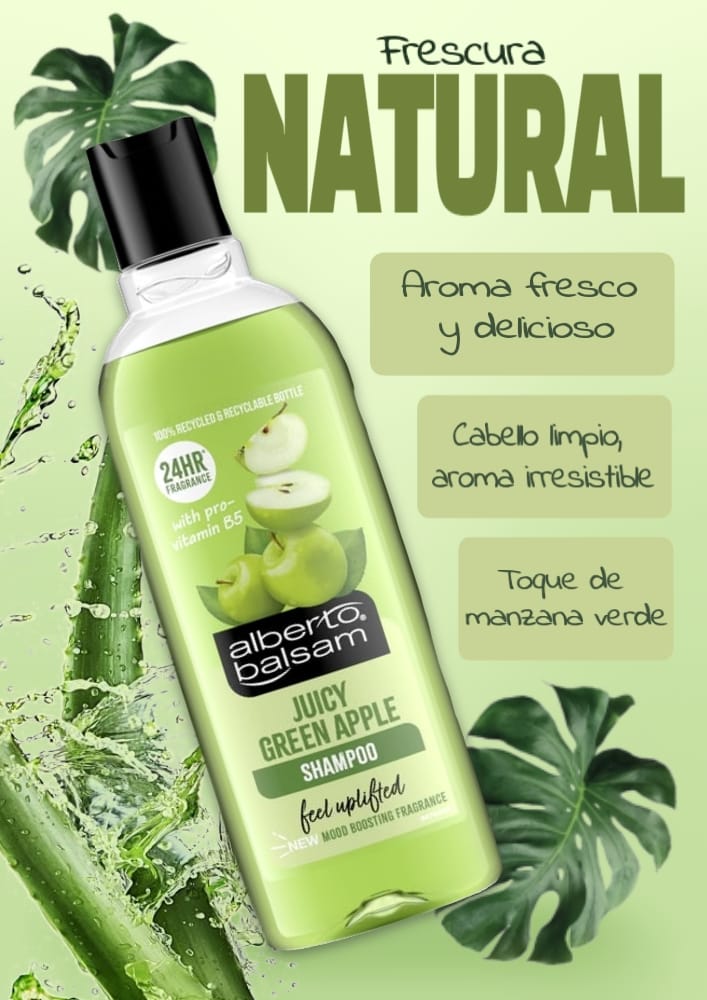 Frescura
NATURAL
Aroma fresco
y delicioso
Cabello limpio,
aroma irresistible
Toque de
manzana verde
100% RECYCLED & RECYCLABLE BOTTLE
24HR*
FRAGRANCE
with pro-
vitamin B5
alberto®
balsam
JUICY
GREEN APPLE
SHAMPOO
feel uplifted
NEW MOOD BOOSTING FRAGRANCE